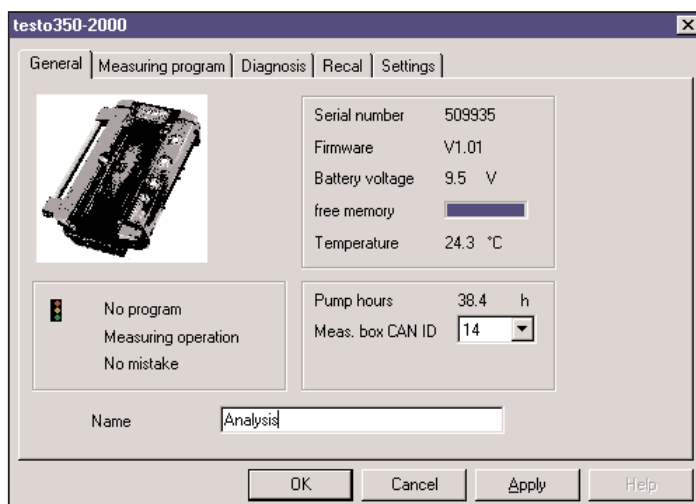 testo350-2000
General Measuring program Diagnosis Recal Settings
Serial number 509935
Firmware V1.01
Battery voltage 9.5 V
free memory
Temperature 24.3 °C
No program
Measuring operation
No mistake
Pump hours 38.4 h
Meas. box CAN ID 14
Name Analysis
OK Cancel Apply Help